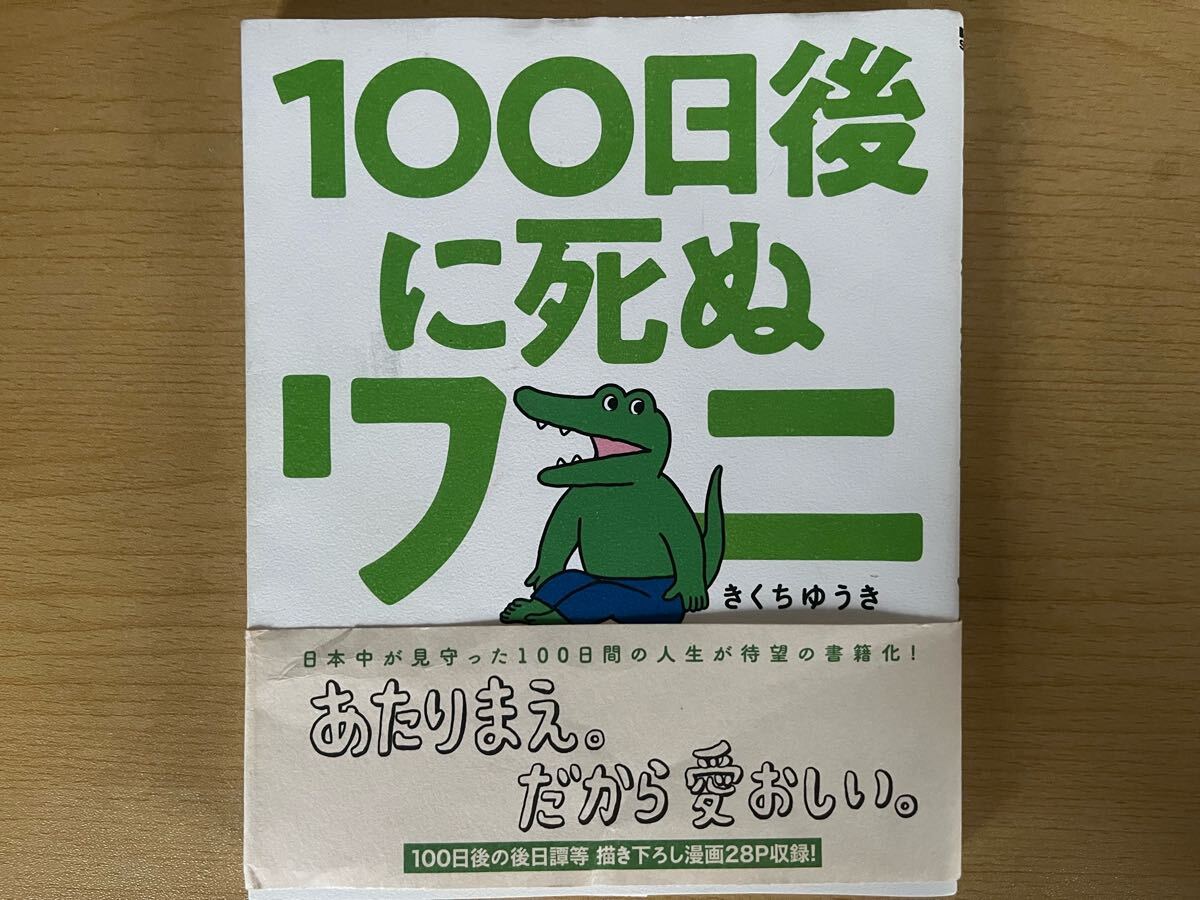 100日後
に死ぬ
ワニ
きくちゆうき
日本中が見守った100日間の人生が待望の書籍化!
あたりまえ。
だから愛おしい。
100日後の後日譚等 描き下ろし漫画28P収録!